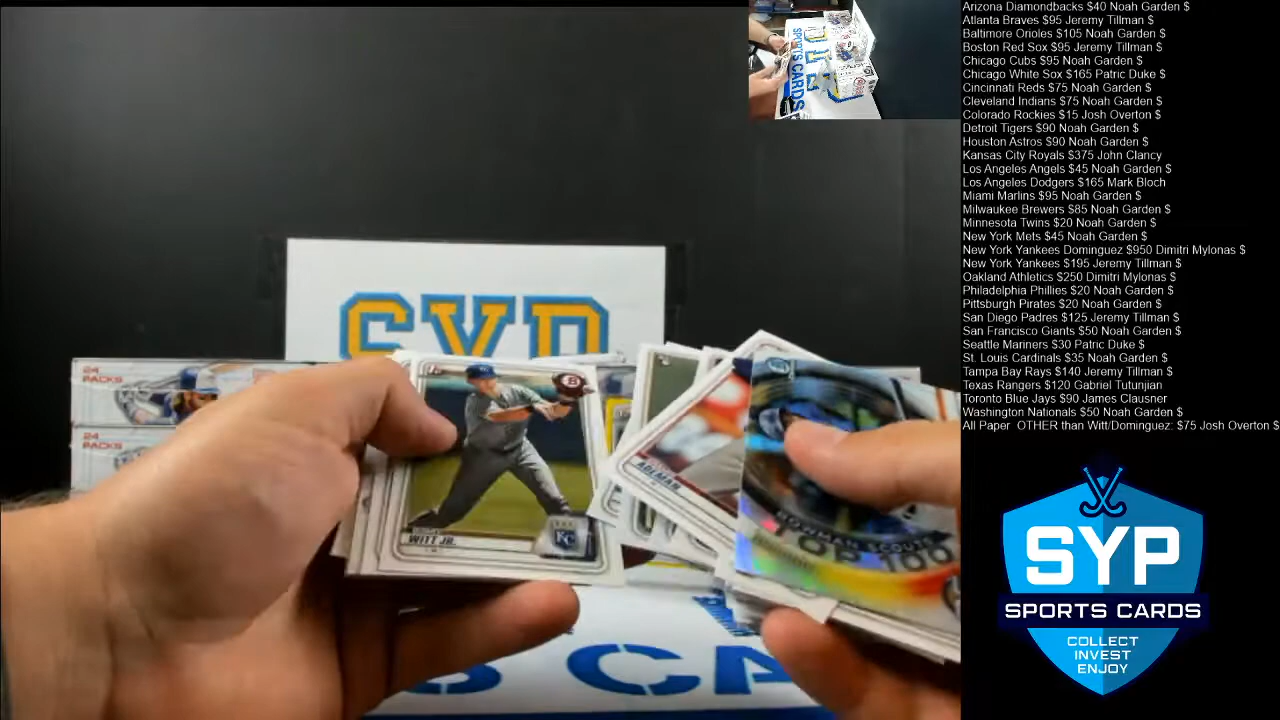 Arizona Diamondbacks $40 Noah Garden $
Atlanta Braves $95 Jeremy Tillman $
Baltimore Orioles $105 Noah Garden $
Boston Red Sox $95 Jeremy Tillman $
Chicago Cubs $95 Noah Garden $
Chicago White Sox $165 Patric Duke $
Cincinnati Reds $75 Noah Garden $
Cleveland Indians $75 Noah Garden $
Colorado Rockies $15 Josh Overton $
Detroit Tigers $90 Noah Garden $
Houston Astros $90 Noah Garden $
Kansas City Royals $375 John Clancy
Los Angeles Angels $45 Noah Garden $
Los Angeles Dodgers $165 Mark Bloch
Miami Marlins $95 Noah Garden $
Milwaukee Brewers $85 Noah Garden $
Minnesota Twins $20 Noah Garden $
New York Mets $45 Noah Garden $
New York Yankees Dominguez $950 Dimitri Mylonas $
New York Yankees $195 Jeremy Tillman $
Oakland Athletics $250 Dimitri Mylonas $
Philadelphia Phillies $20 Noah Garden $
Pittsburgh Pirates $20 Noah Garden $
San Diego Padres $125 Jeremy Tillman $
San Francisco Giants $50 Noah Garden $
Seattle Mariners $30 Patric Duke $
St. Louis Cardinals $35 Noah Garden $
Tampa Bay Rays $140 Jeremy Tillman $
Texas Rangers $120 Gabriel Tutunjian
Toronto Blue Jays $90 James Clausner
Washington Nationals $50 Noah Garden $
All Paper OTHER than Witt/Dominguez: $75 Josh Overton $
SYP
SPORTS CARDS
COLLECT
INVEST
ENJOY
SPORTS CARDS
SYP
24
PACKS
24
PACKS
B
WITT JR.
KC
ADEMAN
BOWMAN SCOUTS
TOP 100
S CA